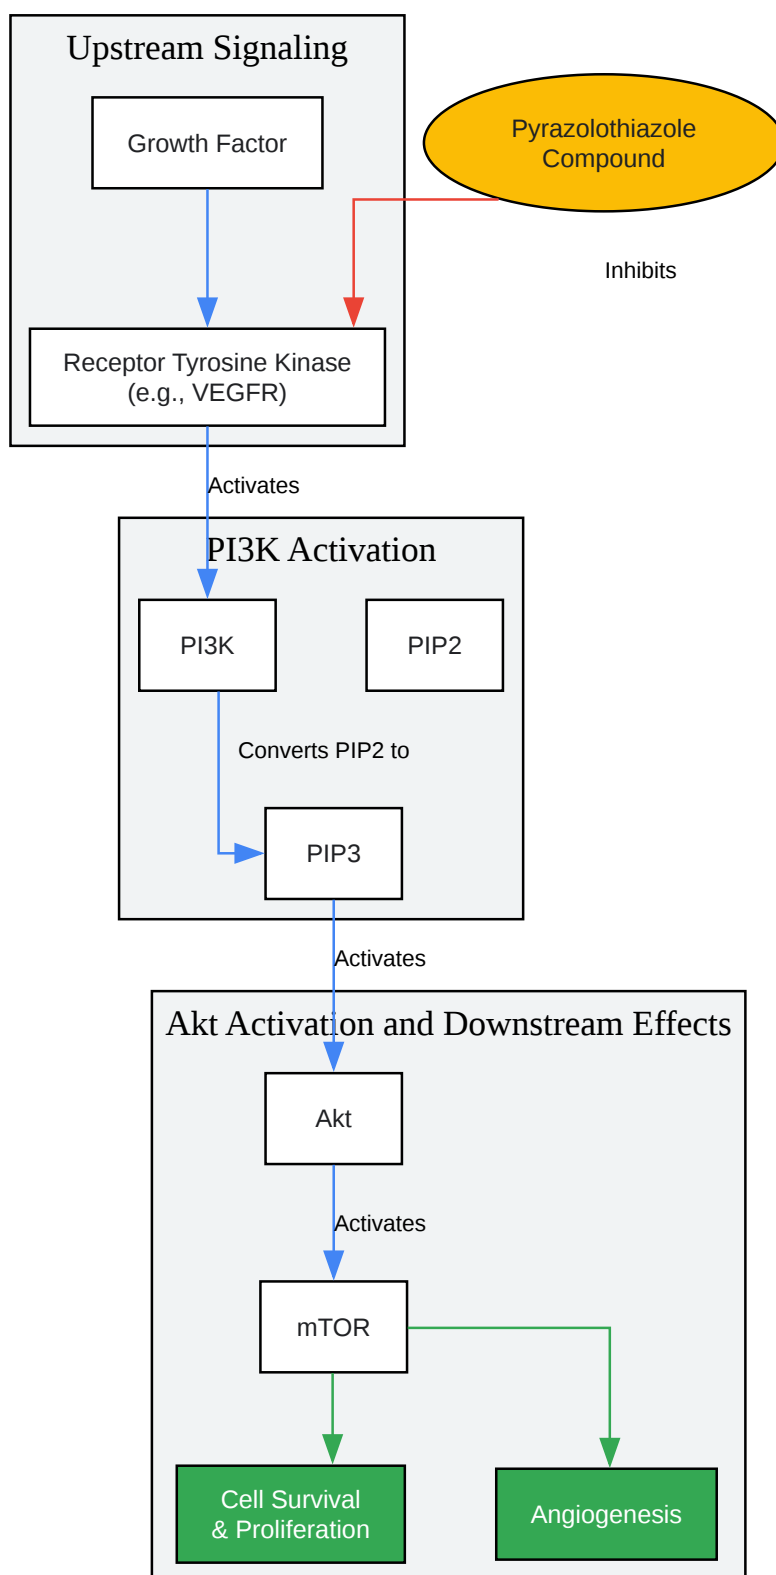 Upstream Signaling
Growth Factor
Pyrazolothiazole
Compound
Inhibits
Receptor Tyrosine Kinase
(e.g., VEGFR)
Activates
PI3K Activation
PI3K
PIP2
Converts PIP2 to
PIP3
Activates
Akt Activation and Downstream Effects
Akt
Activates
mTOR
Cell Survival
& Proliferation
Angiogenesis